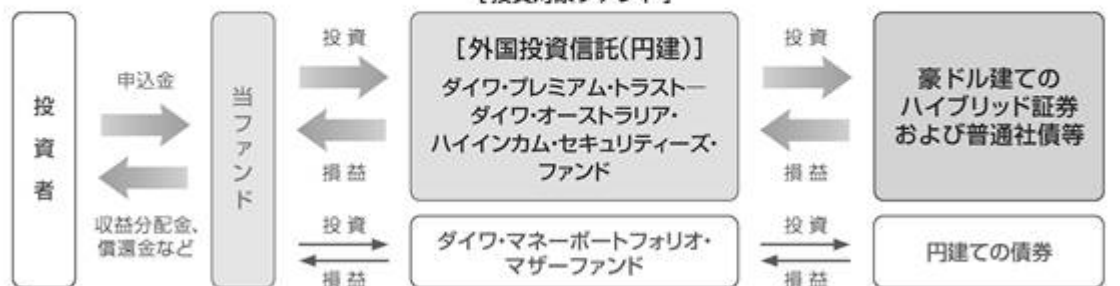 [投資対象ファンド]
投資者
申込金
収益分配金、
償還金など
当ファンド
投資
損益
[外国投資信託(円建)]
ダイワ・プレミアム・トラスト―
ダイワ・オーストラリア・
ハイインカム・セキュリティーズ・
ファンド
投資
損益
豪ドル建ての
ハイブリッド証券
および普通社債等
投資
損益
ダイワ・マネーポートフォリオ・
マザーファンド
投資
損益
円建ての債券